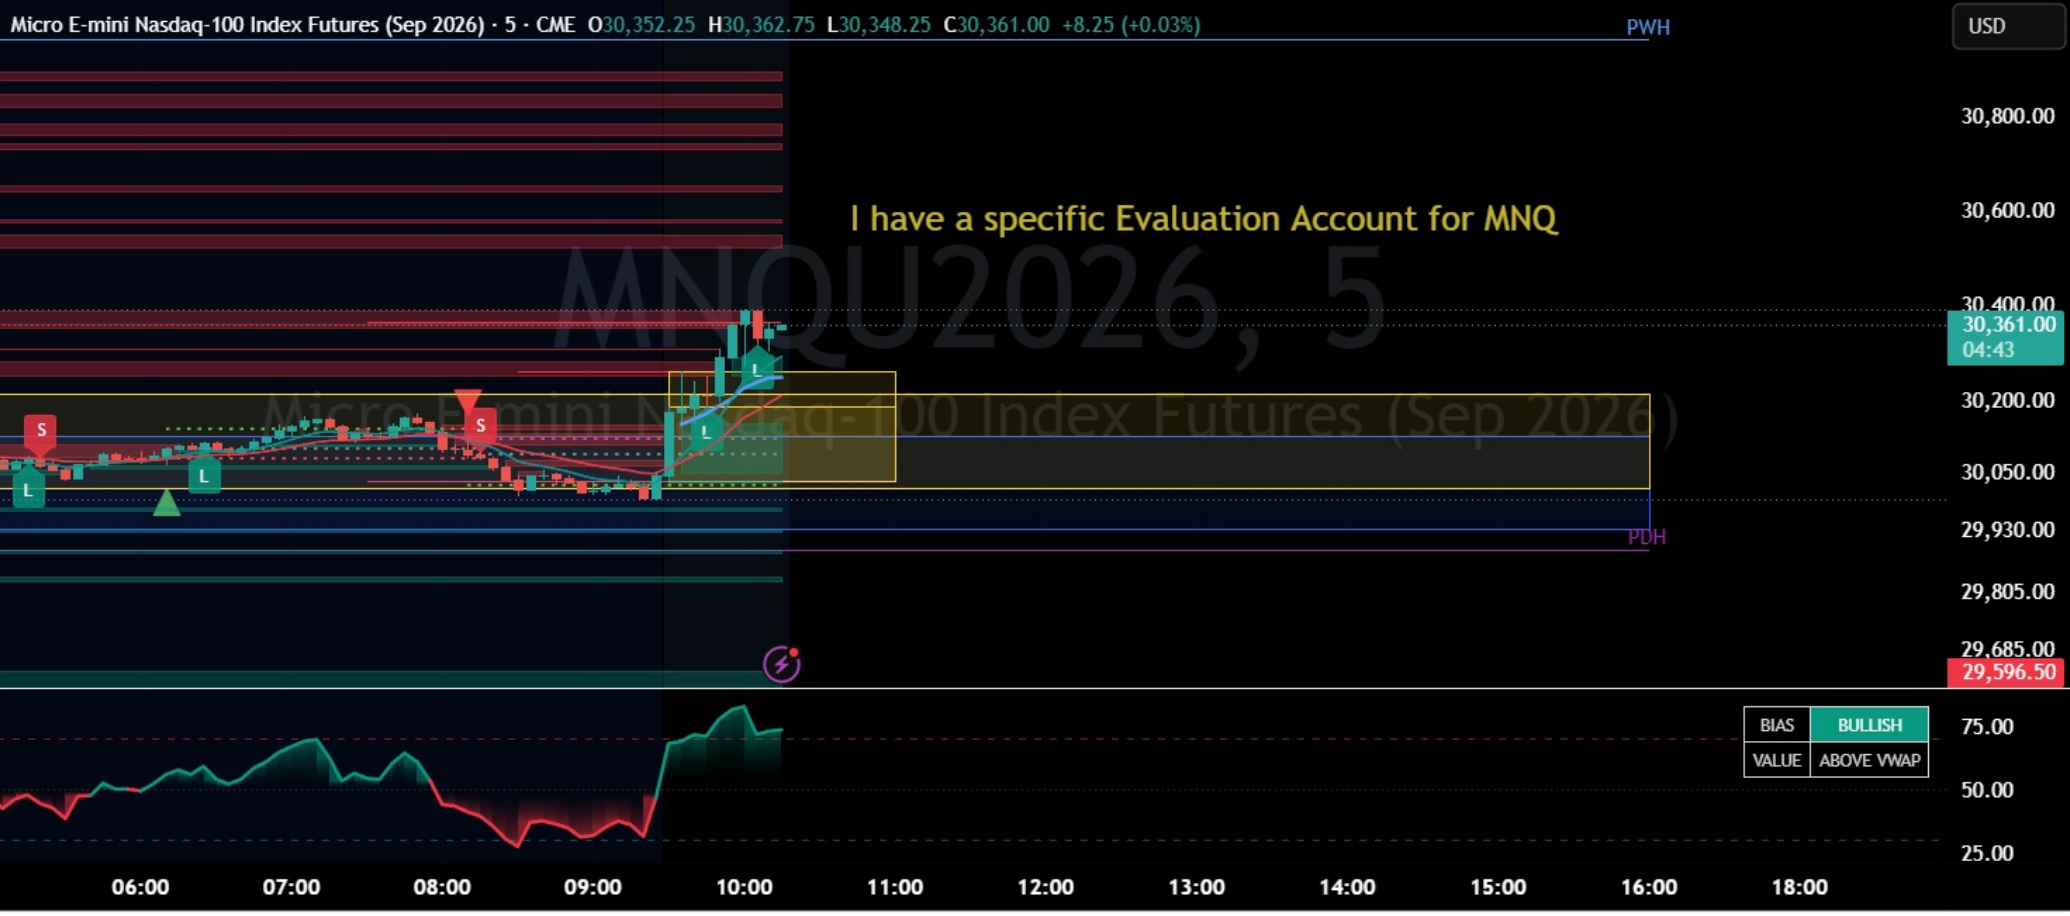 Micro E-mini Nasdaq-100 Index Futures (Sep 2026) · 5 · CME O30,352.25 H30,362.75 L30,348.25 C30,361.00 +8.25 (+0.03%)
PWH
USD
30,800.00
I have a specific Evaluation Account for MNQ
30,600.00
MNQU2026, 5
30,400.00
30,361.00
04:43
L
30,200.00
Micro E-mini Nasdaq-100 Index Futures (Sep 2026)
S
S
L
L
L
30,050.00
29,930.00
PDH
29,805.00
29,685.00
29,596.50
BIAS BULLISH
VALUE ABOVE VWAP
75.00
50.00
25.00
06:00 07:00 08:00 09:00 10:00 11:00 12:00 13:00 14:00 15:00 16:00 18:00